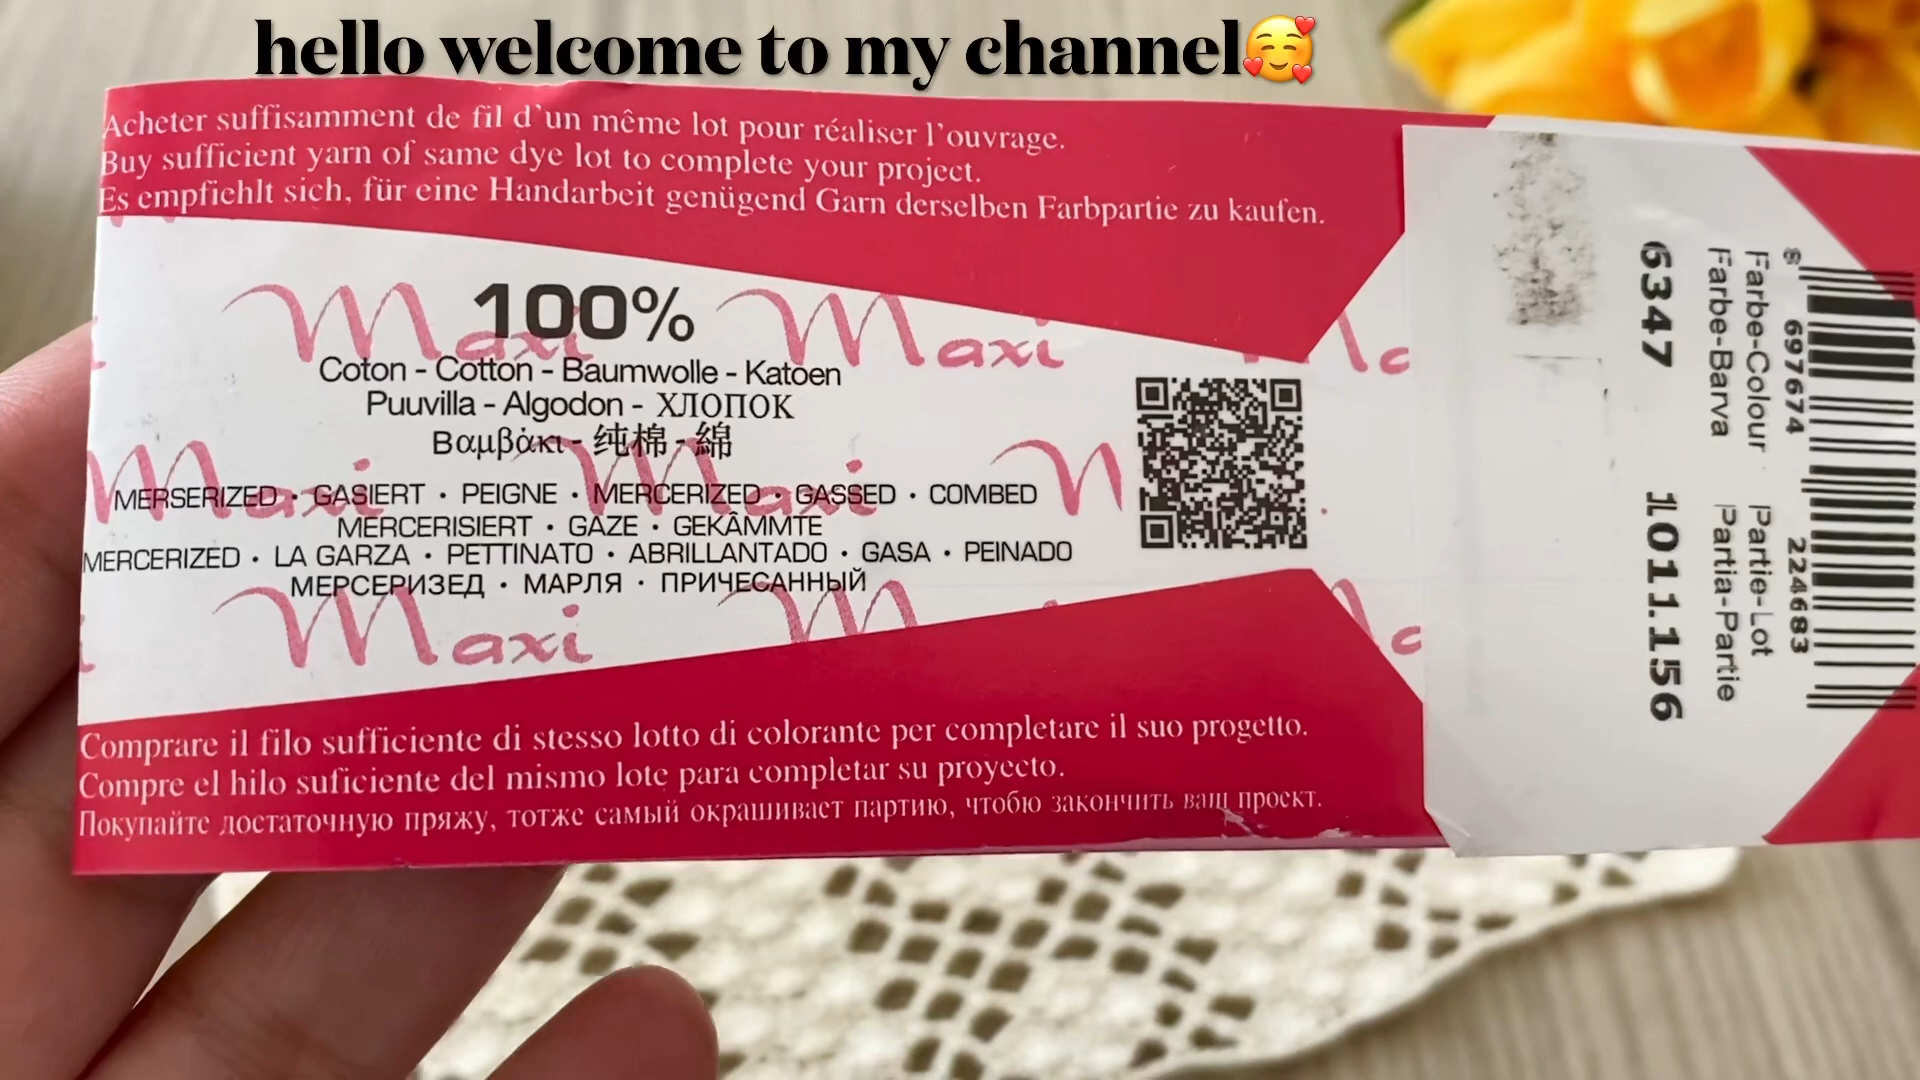 hello welcome to my channel🥰
Acheter suffisamment de fil d'un même lot pour réaliser l'ouvrage.
Buy sufficient yarn of same dye lot to complete your project.
Es empfiehlt sich, für eine Handarbeit genügend Garn derselben Farbpartie zu kaufen.
Maxi Maxi
100%
Coton - Cotton - Baumwolle - Katoen
Puuvilla - Algodon - ХЛОПОК
Βαμβὰκι - 纯棉 - 綿
Maxi Maxi
MERSERIZED · GASIERT · PEIGNE · MERCERIZED · GASSED · COMBED
MERCERISIERT · GAZE · GEKÂMMTE
MERCERIZED · LA GARZA · PETTINATO · ABRILLANTADO · GASA · PEINADO
МЕРСЕРИЗЕД · МАРЛЯ · ПРИЧЕСАННЫЙ
Maxi
Comprare il filo sufficiente di stesso lotto di colorante per completare il suo progetto.
Compre el hilo suficiente del mismo lote para completar su proyecto.
Покупайте достаточную пряжу, тотже самый окрашивает партию, чтобю закончить ваш проект.
8 697674 224683
Farbe-Colour Partie-Lot
Farbe-Barva Partia-Partie
6347 1011.156